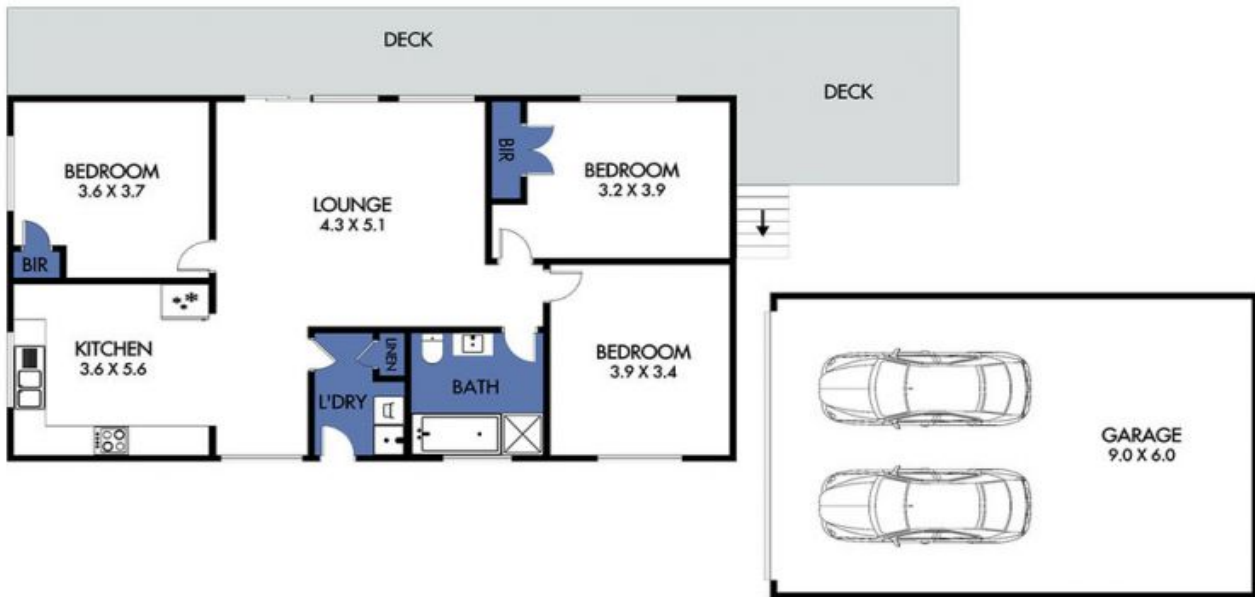 DECK
DECK
BEDROOM
3.6 X 3.7
BIR
LOUNGE
4.3 X 5.1
BIR
BEDROOM
3.2 X 3.9
KITCHEN
3.6 X 5.6
LINEN
L'DRY
BATH
BEDROOM
3.9 X 3.4
GARAGE
9.0 X 6.0